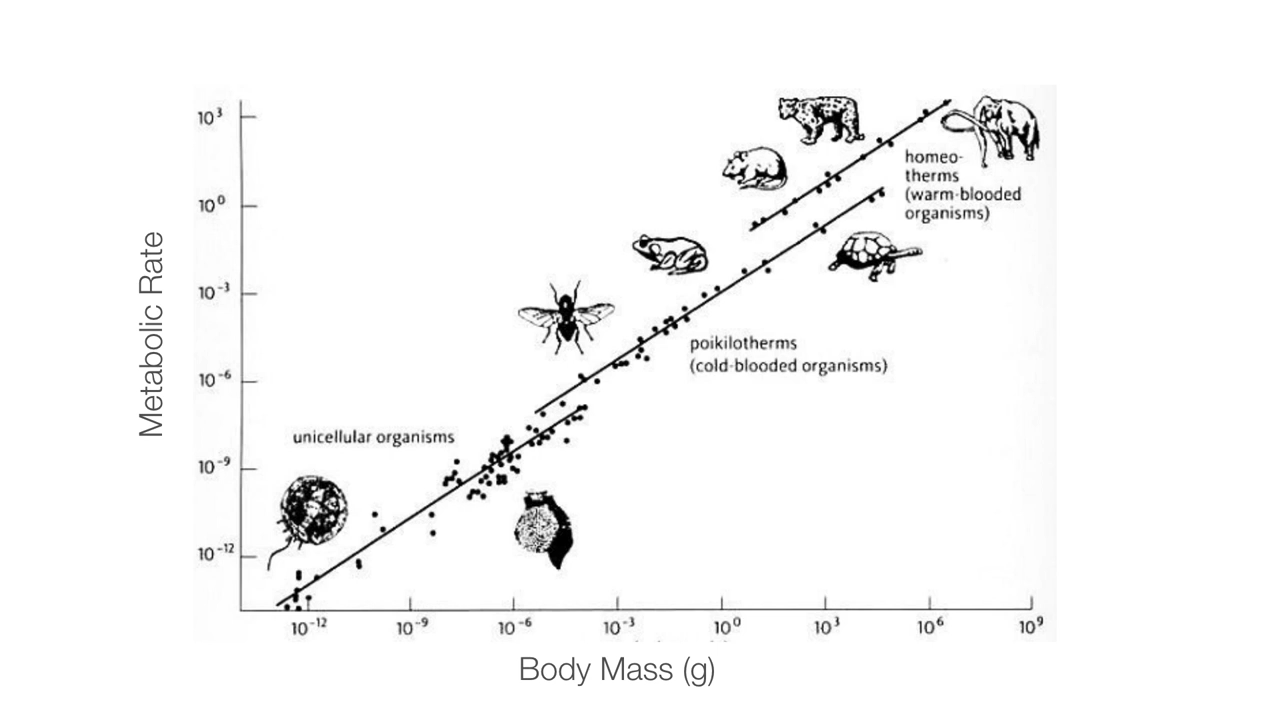 Metabolic Rate
10³
10⁰
10⁻³
10⁻⁶
10⁻⁹
10⁻¹²
homeo-
therms
(warm-blooded
organisms)
poikilotherms
(cold-blooded organisms)
unicellular organisms
10⁻¹² 10⁻⁹ 10⁻⁶ 10⁻³ 10⁰ 10³ 10⁶ 10⁹
Body Mass (g)